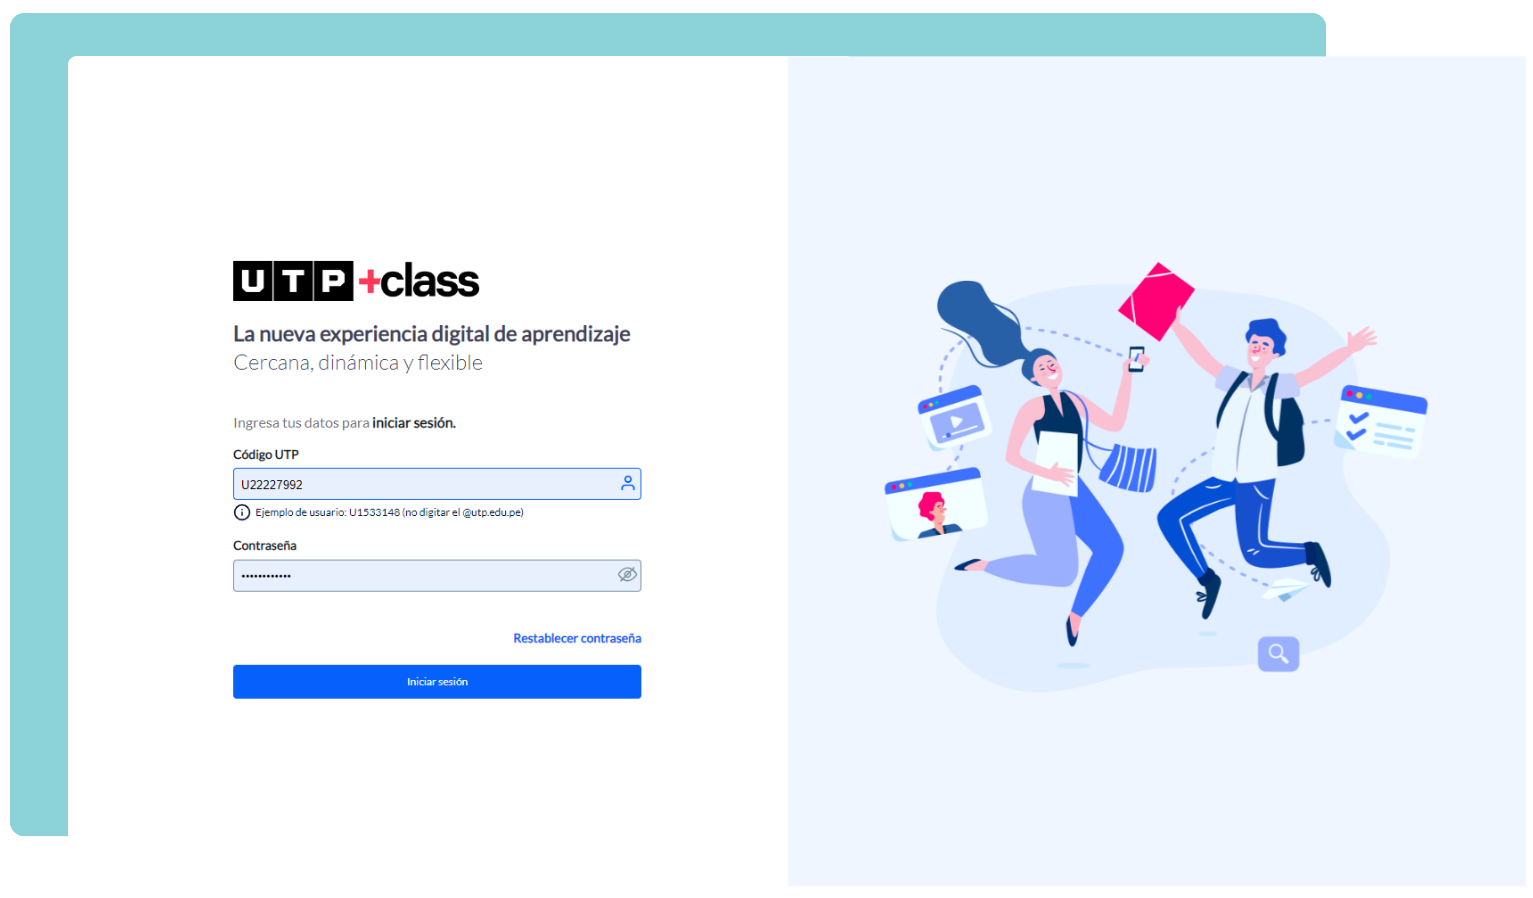 UTP+class
La nueva experiencia digital de aprendizaje
Cercana, dinámica y flexible
Ingresa tus datos para iniciar sesión.
Código UTP
U22227992
Ejemplo de usuario: U1533148 (no digitar el @utp.edu.pe)
Contraseña
••••••••••••
Restablecer contraseña
Iniciar sesión